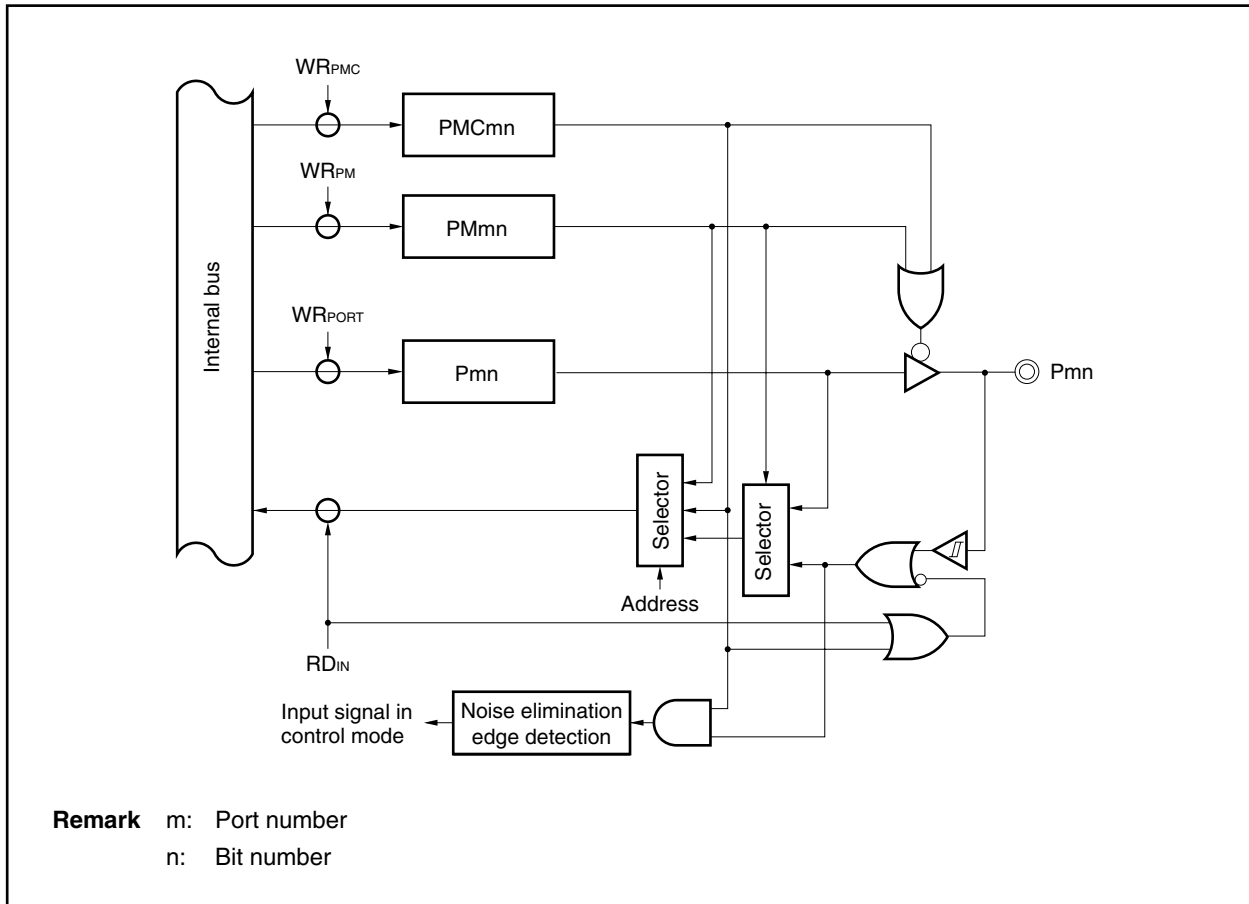 WRPMC
PMCmn
WRPM
PMmn
Internal bus
WRPORT
Pmn
Pmn
Selector
Selector
Address
RDIN
Input signal in
control mode
Noise elimination
edge detection
Remark m: Port number
n: Bit number